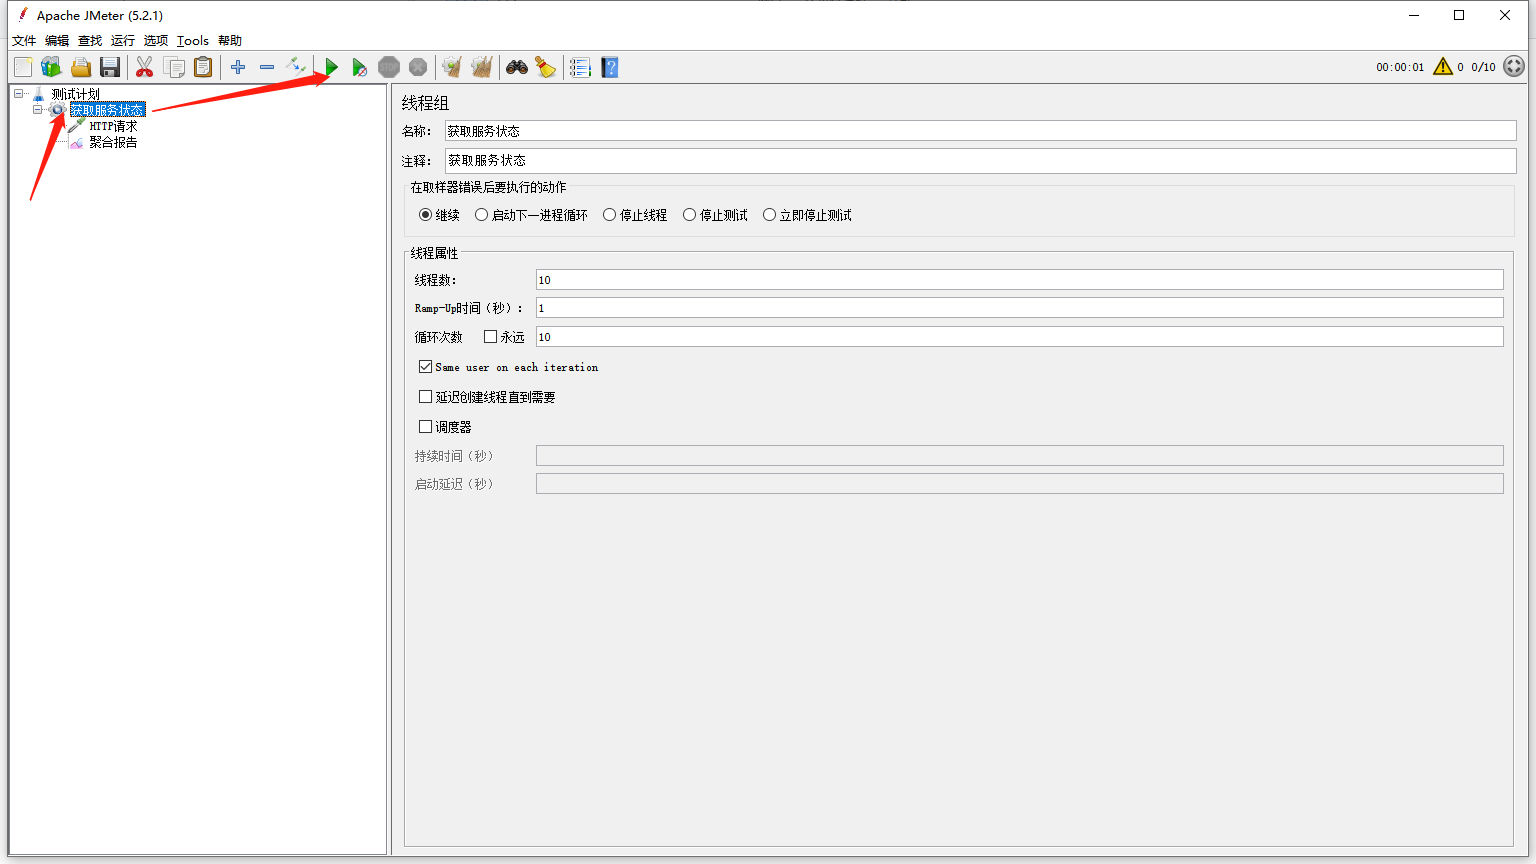 Apache JMeter (5.2.1)
文件 编辑 查找 运行 选项 Tools 帮助
STOP
00:00:01 0 0/10
测试计划
获取服务状态
HTTP请求
聚合报告
线程组
名称: 获取服务状态
注释: 获取服务状态
在取样器错误后要执行的动作
继续 启动下一进程循环 停止线程 停止测试 立即停止测试
线程属性
线程数: 10
Ramp-Up时间（秒）: 1
循环次数 永远 10
Same user on each iteration
延迟创建线程直到需要
调度器
持续时间（秒）
启动延迟（秒）